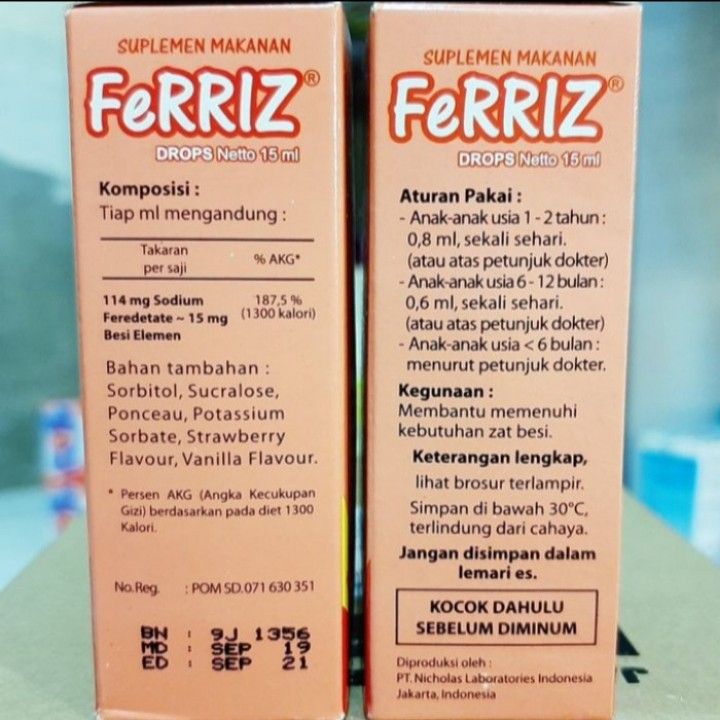 SUPLEMEN MAKANAN
FeRRIZ®
DROPS Netto 15 ml
Komposisi :
Tiap ml mengandung :
Takaran per saji % AKG*
114 mg Sodium 187,5 %
Feredetate ~ 15 mg (1300 kalori)
Besi Elemen
Bahan tambahan :
Sorbitol, Sucralose,
Ponceau, Potassium
Sorbate, Strawberry
Flavour, Vanilla Flavour.
* Persen AKG (Angka Kecukupan
Gizi) berdasarkan pada diet 1300
Kalori.
No.Reg. : POM SD.071 630 351
BN : 9J 1356
MD : SEP 19
ED : SEP 21
SUPLEMEN MAKANAN
FeRRIZ®
DROPS Netto 15 ml
Aturan Pakai :
- Anak-anak usia 1 - 2 tahun :
0,8 ml, sekali sehari.
(atau atas petunjuk dokter)
- Anak-anak usia 6 - 12 bulan :
0,6 ml, sekali sehari.
(atau atas petunjuk dokter)
- Anak-anak usia < 6 bulan :
menurut petunjuk dokter.
Kegunaan :
Membantu memenuhi
kebutuhan zat besi.
Keterangan lengkap,
lihat brosur terlampir.
Simpan di bawah 30°C,
terlindung dari cahaya.
Jangan disimpan dalam
lemari es.
KOCOK DAHULU
SEBELUM DIMINUM
Diproduksi oleh :
PT. Nicholas Laboratories Indonesia
Jakarta, Indonesia